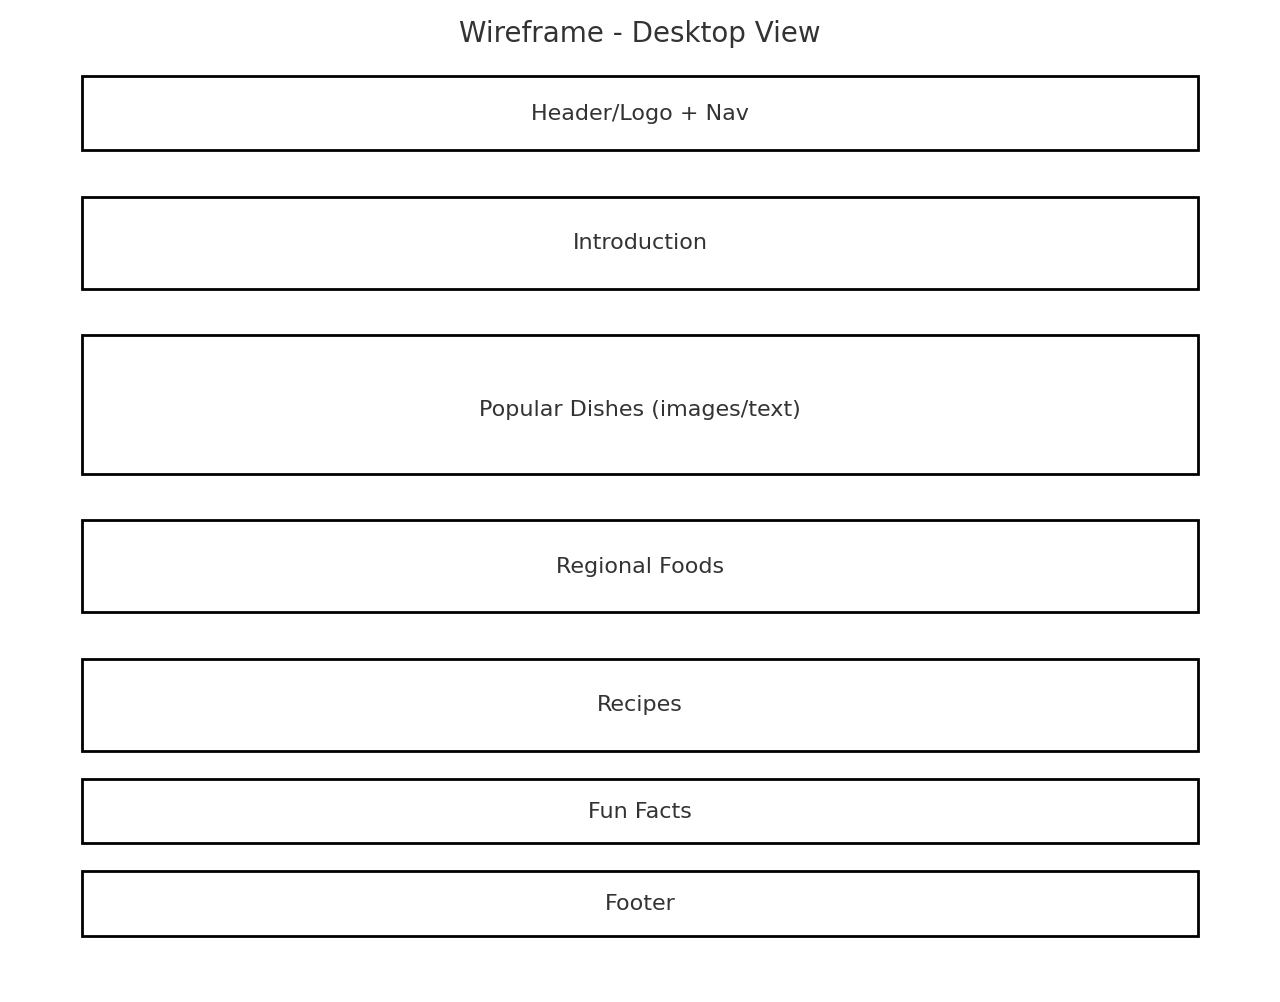 Wireframe - Desktop View
Header/Logo + Nav
Introduction
Popular Dishes (images/text)
Regional Foods
Recipes
Fun Facts
Footer